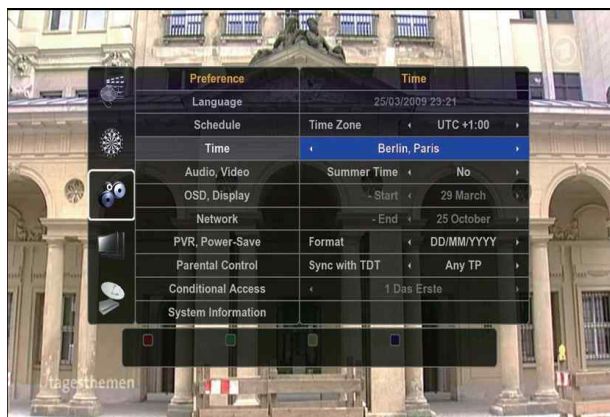 Preference
Time
Language
25/03/2009 23:21
Schedule
Time Zone
UTC +1:00
Time
Berlin, Paris
Audio, Video
Summer Time
No
OSD, Display
- Start
29 March
Network
- End
25 October
PVR, Power-Save
Format
DD/MM/YYYY
Parental Control
Sync with TDT
Any TP
Conditional Access
1 Das Erste
System Information
tagesthemen